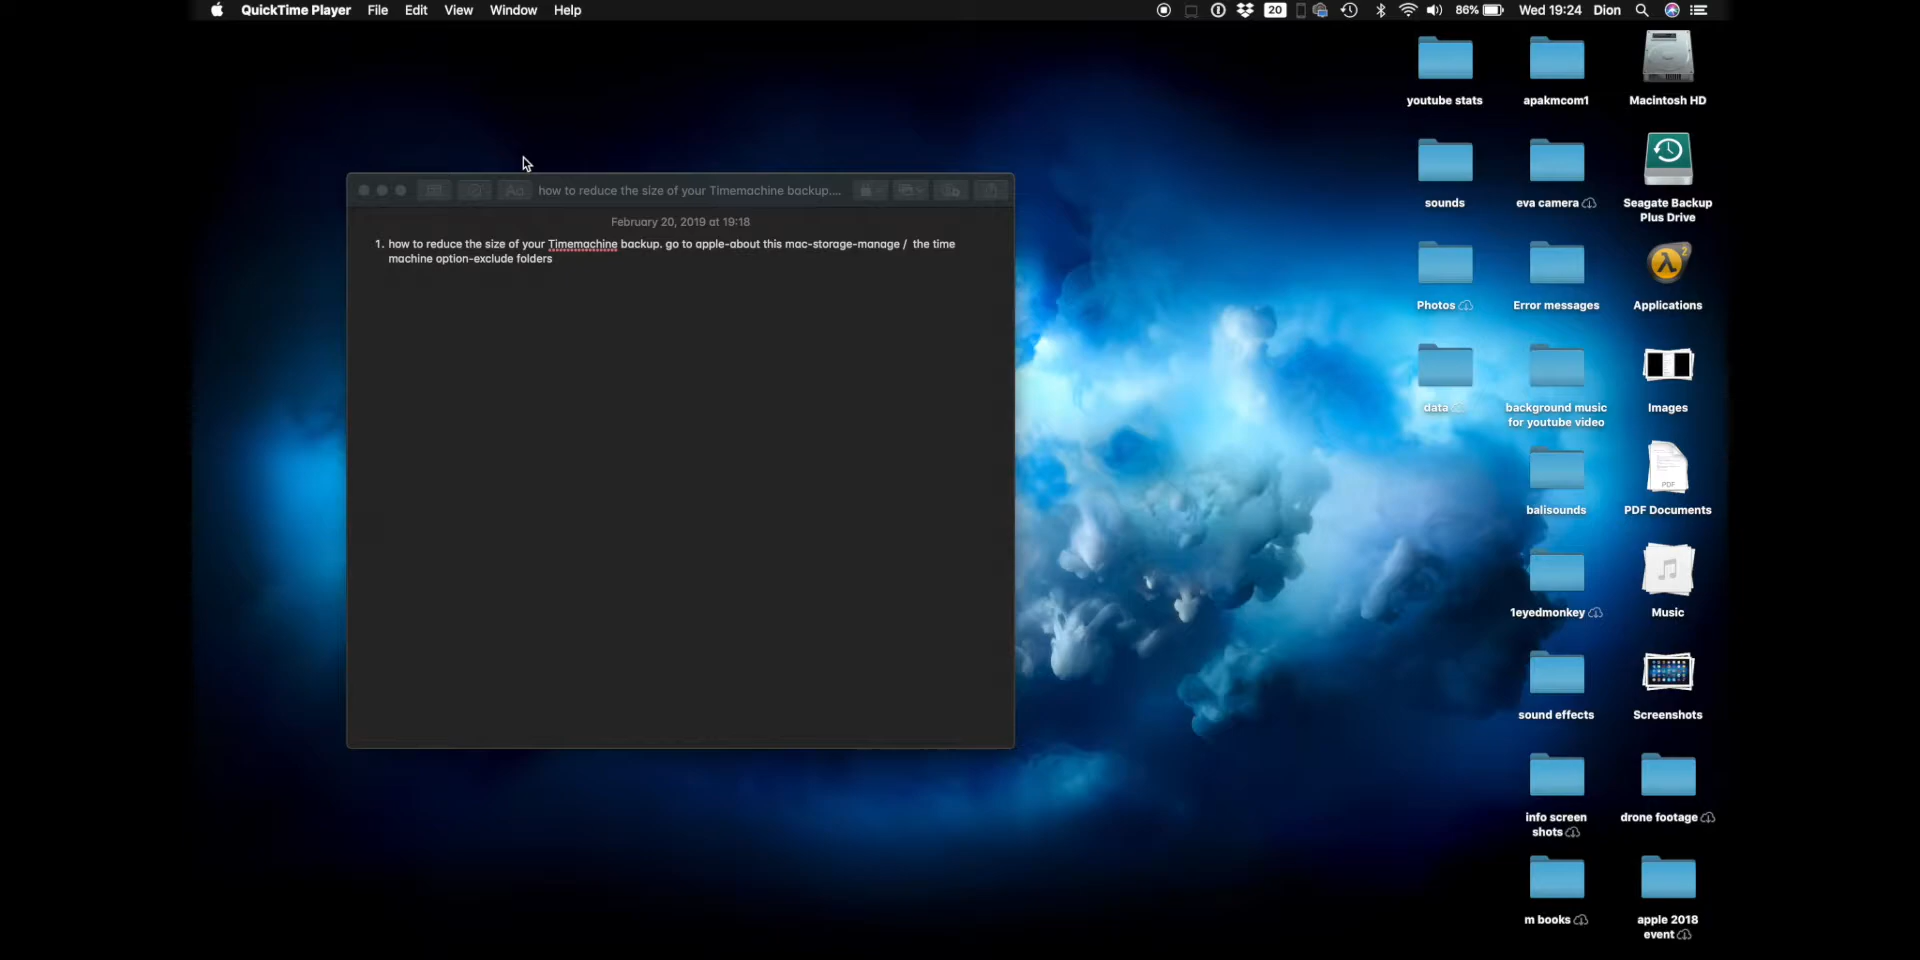 QuickTime Player File Edit View Window Help
20 86% Wed 19:24 Dion
how to reduce the size of your Timemachine backup....
February 20, 2019 at 19:18
1. how to reduce the size of your Timemachine backup. go to apple-about this mac-storage-manage / the time
machine option-exclude folders
youtube stats
apakmcom1
Macintosh HD
sounds
eva camera
Seagate Backup
Plus Drive
Photos
Error messages
Applications
data
background music
for youtube video
Images
balisounds
PDF
PDF Documents
1eyedmonkey
Music
sound effects
Screenshots
info screen
shots
drone footage
m books
apple 2018
event